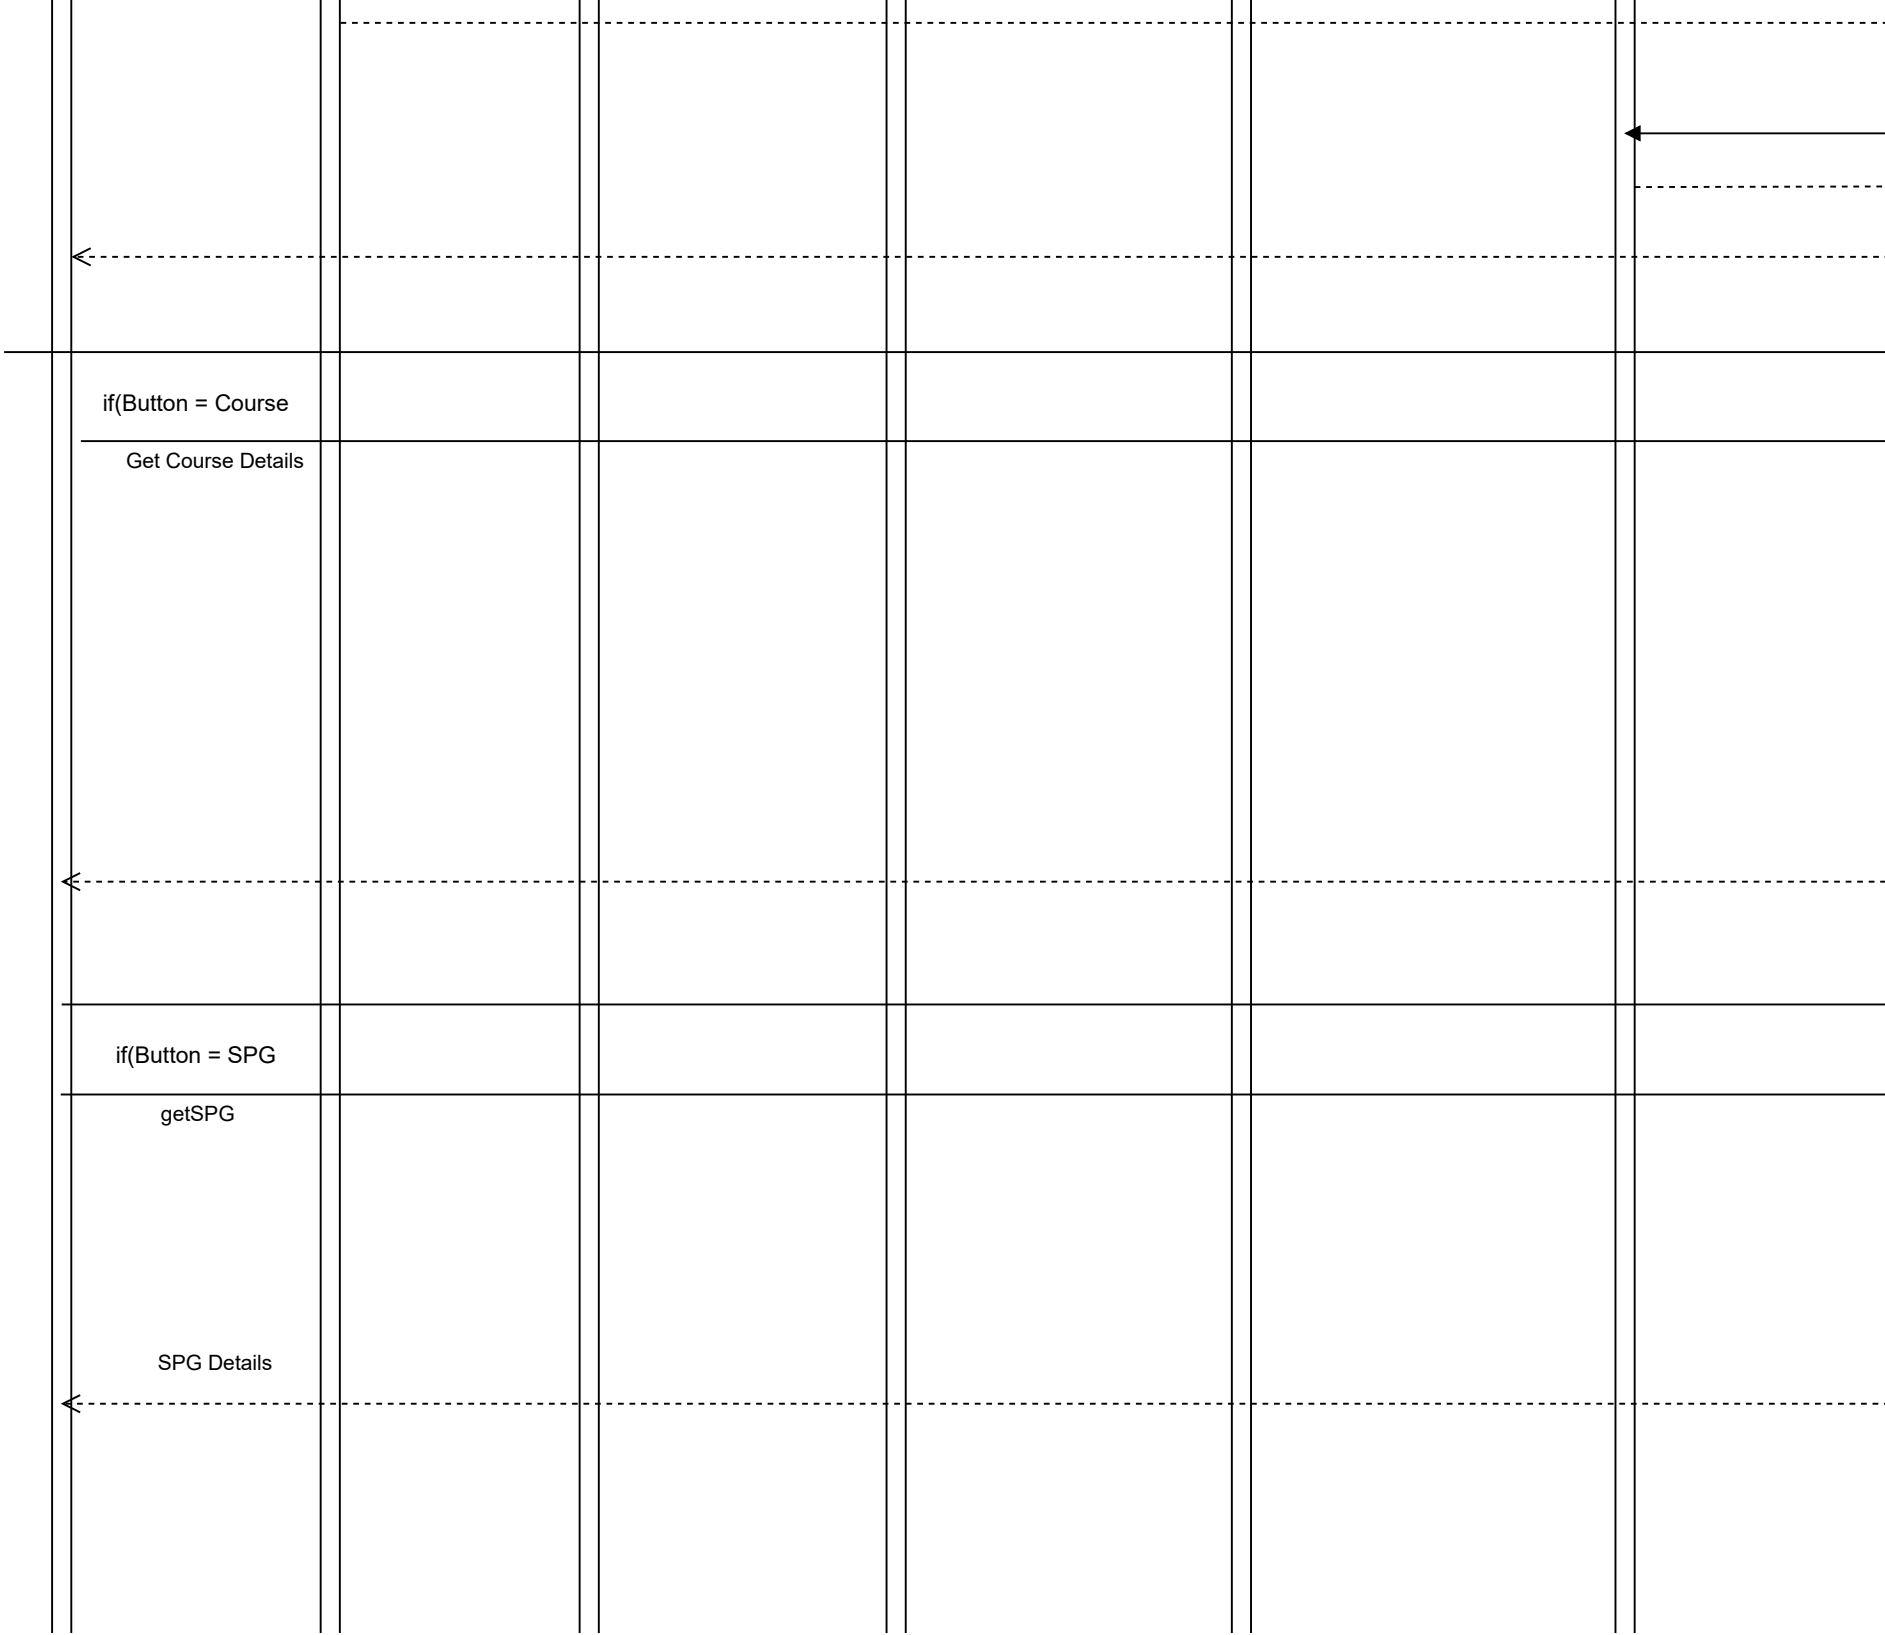 if(Button = Course
Get Course Details
if(Button = SPG
getSPG
SPG Details